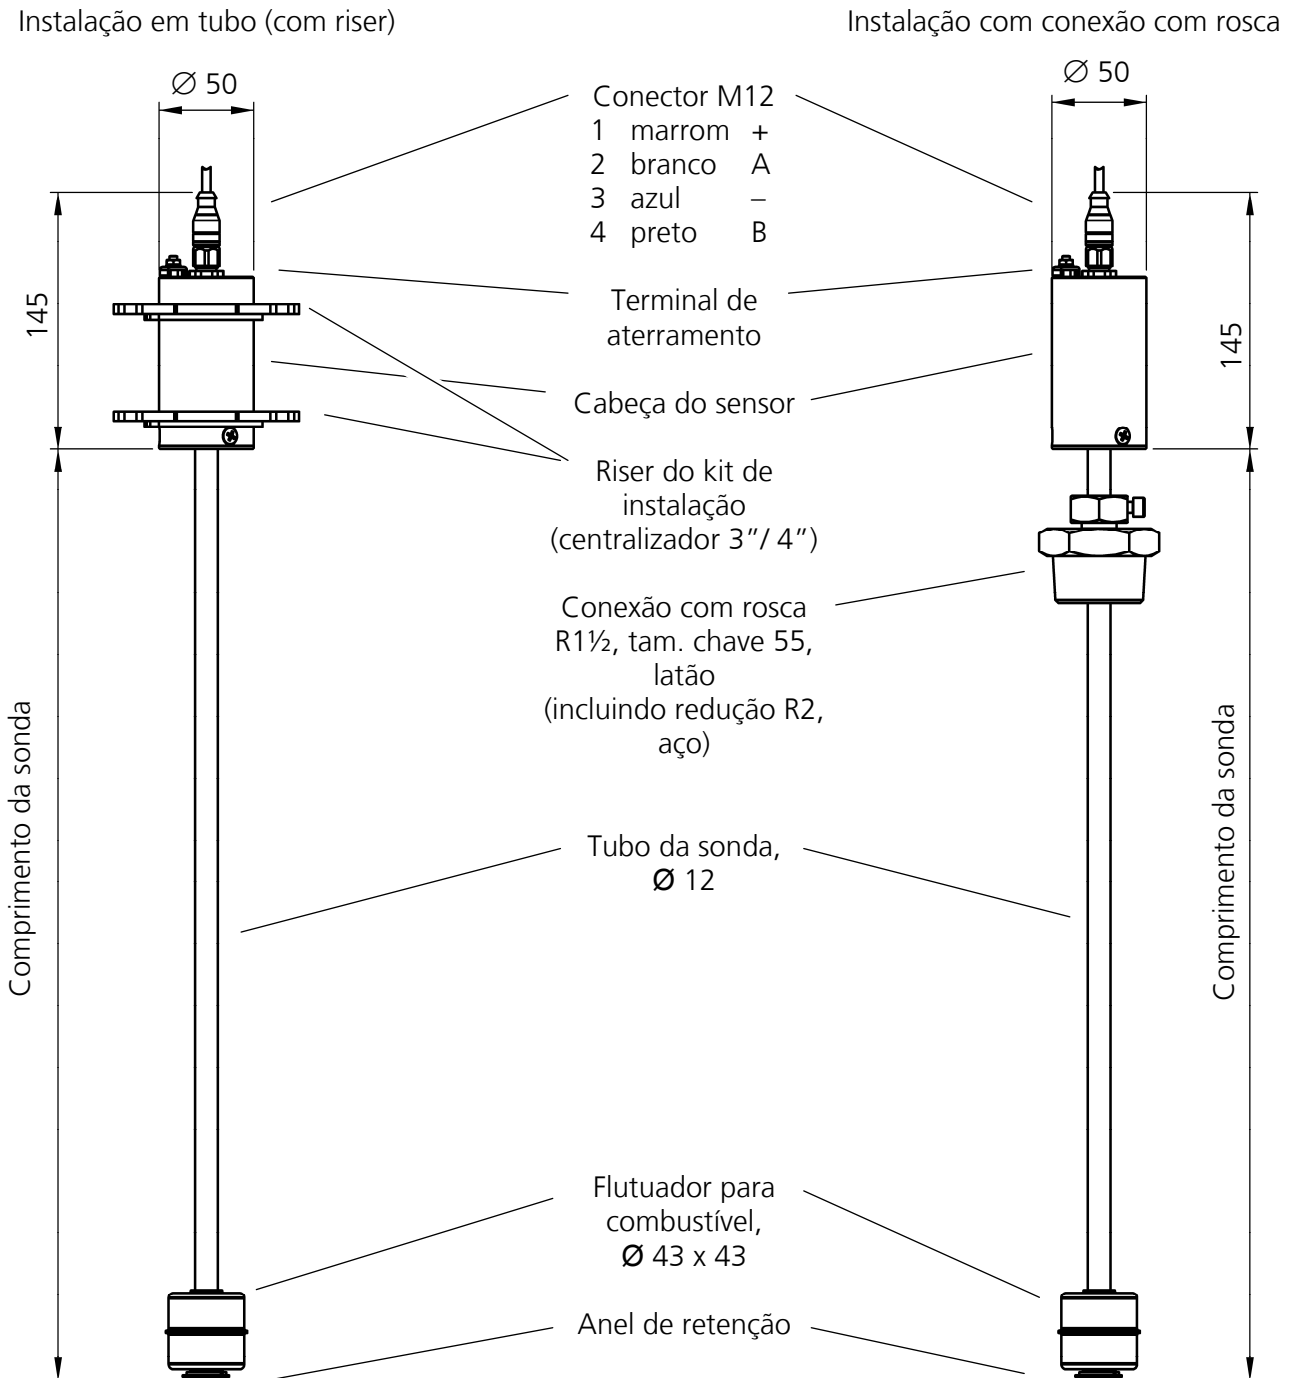 Instalação em tubo (com riser)
Instalação com conexão com rosca
∅ 50
∅ 50
Conector M12
1 marrom +
2 branco A
3 azul –
4 preto B
145
145
Terminal de
aterramento
Cabeça do sensor
Riser do kit de
instalação
(centralizador 3”/ 4”)
Conexão com rosca
R1½, tam. chave 55,
latão
(incluindo redução R2,
aço)
Comprimento da sonda
Comprimento da sonda
Tubo da sonda,
Ø 12
Flutuador para
combustível,
Ø 43 x 43
Anel de retenção